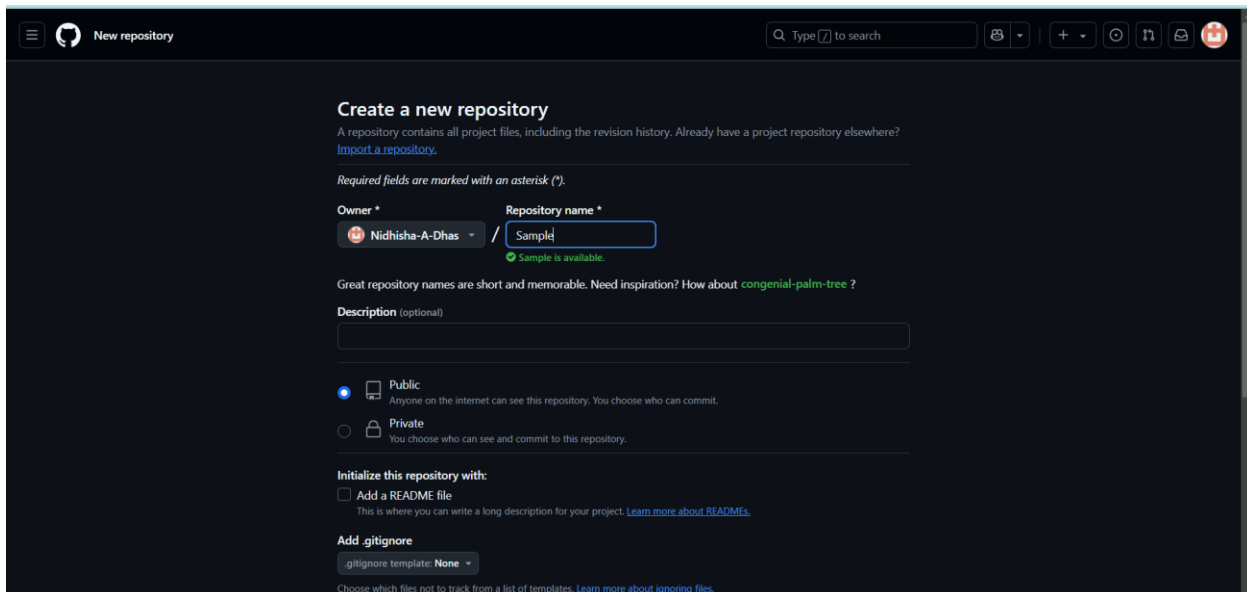 New repository
Type / to search
Create a new repository
A repository contains all project files, including the revision history. Already have a project repository elsewhere?
Import a repository.
Required fields are marked with an asterisk (*).
Owner * Repository name *
Nidhisha-A-Dhas / Sample
Sample is available.
Great repository names are short and memorable. Need inspiration? How about congenial-palm-tree ?
Description (optional)
Public
Anyone on the internet can see this repository. You choose who can commit.
Private
You choose who can see and commit to this repository.
Initialize this repository with:
Add a README file
This is where you can write a long description for your project. Learn more about READMEs.
Add .gitignore
.gitignore template: None
Choose which files not to track from a list of templates. Learn more about ignoring files.